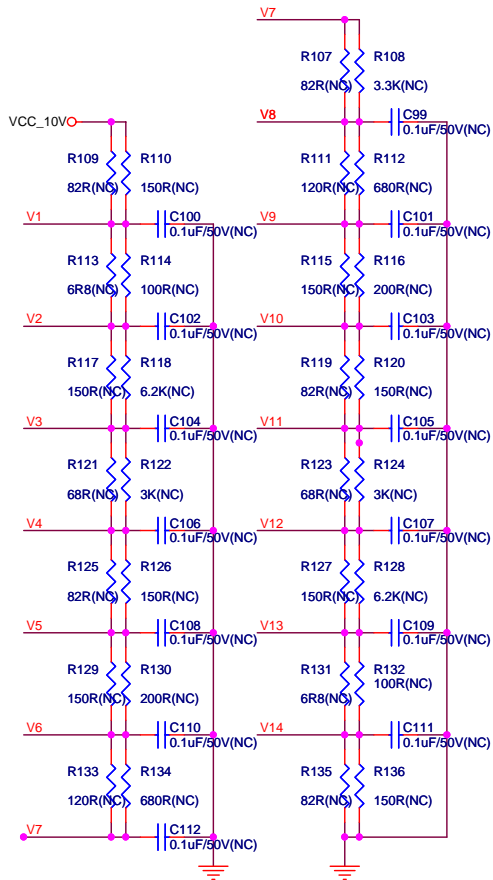 V7
R107 R108
82R(NC) 3.3K(NC)
V8 C99
0.1uF/50V(NC)
VCC_10V
R109 R110
82R(NC) 150R(NC)
R111 R112
120R(NC) 680R(NC)
V1 C100
0.1uF/50V(NC)
V9 C101
0.1uF/50V(NC)
R113 R114
6R8(NC) 100R(NC)
R115 R116
150R(NC) 200R(NC)
V2 C102
0.1uF/50V(NC)
V10 C103
0.1uF/50V(NC)
R117 R118
150R(NC) 6.2K(NC)
R119 R120
82R(NC) 150R(NC)
V3 C104
0.1uF/50V(NC)
V11 C105
0.1uF/50V(NC)
R121 R122
68R(NC) 3K(NC)
R123 R124
68R(NC) 3K(NC)
V4 C106
0.1uF/50V(NC)
V12 C107
0.1uF/50V(NC)
R125 R126
82R(NC) 150R(NC)
R127 R128
150R(NC) 6.2K(NC)
V5 C108
0.1uF/50V(NC)
V13 C109
0.1uF/50V(NC)
R129 R130
150R(NC) 200R(NC)
R131 R132
6R8(NC) 100R(NC)
V6 C110
0.1uF/50V(NC)
V14 C111
0.1uF/50V(NC)
R133 R134
120R(NC) 680R(NC)
R135 R136
82R(NC) 150R(NC)
V7 C112
0.1uF/50V(NC)